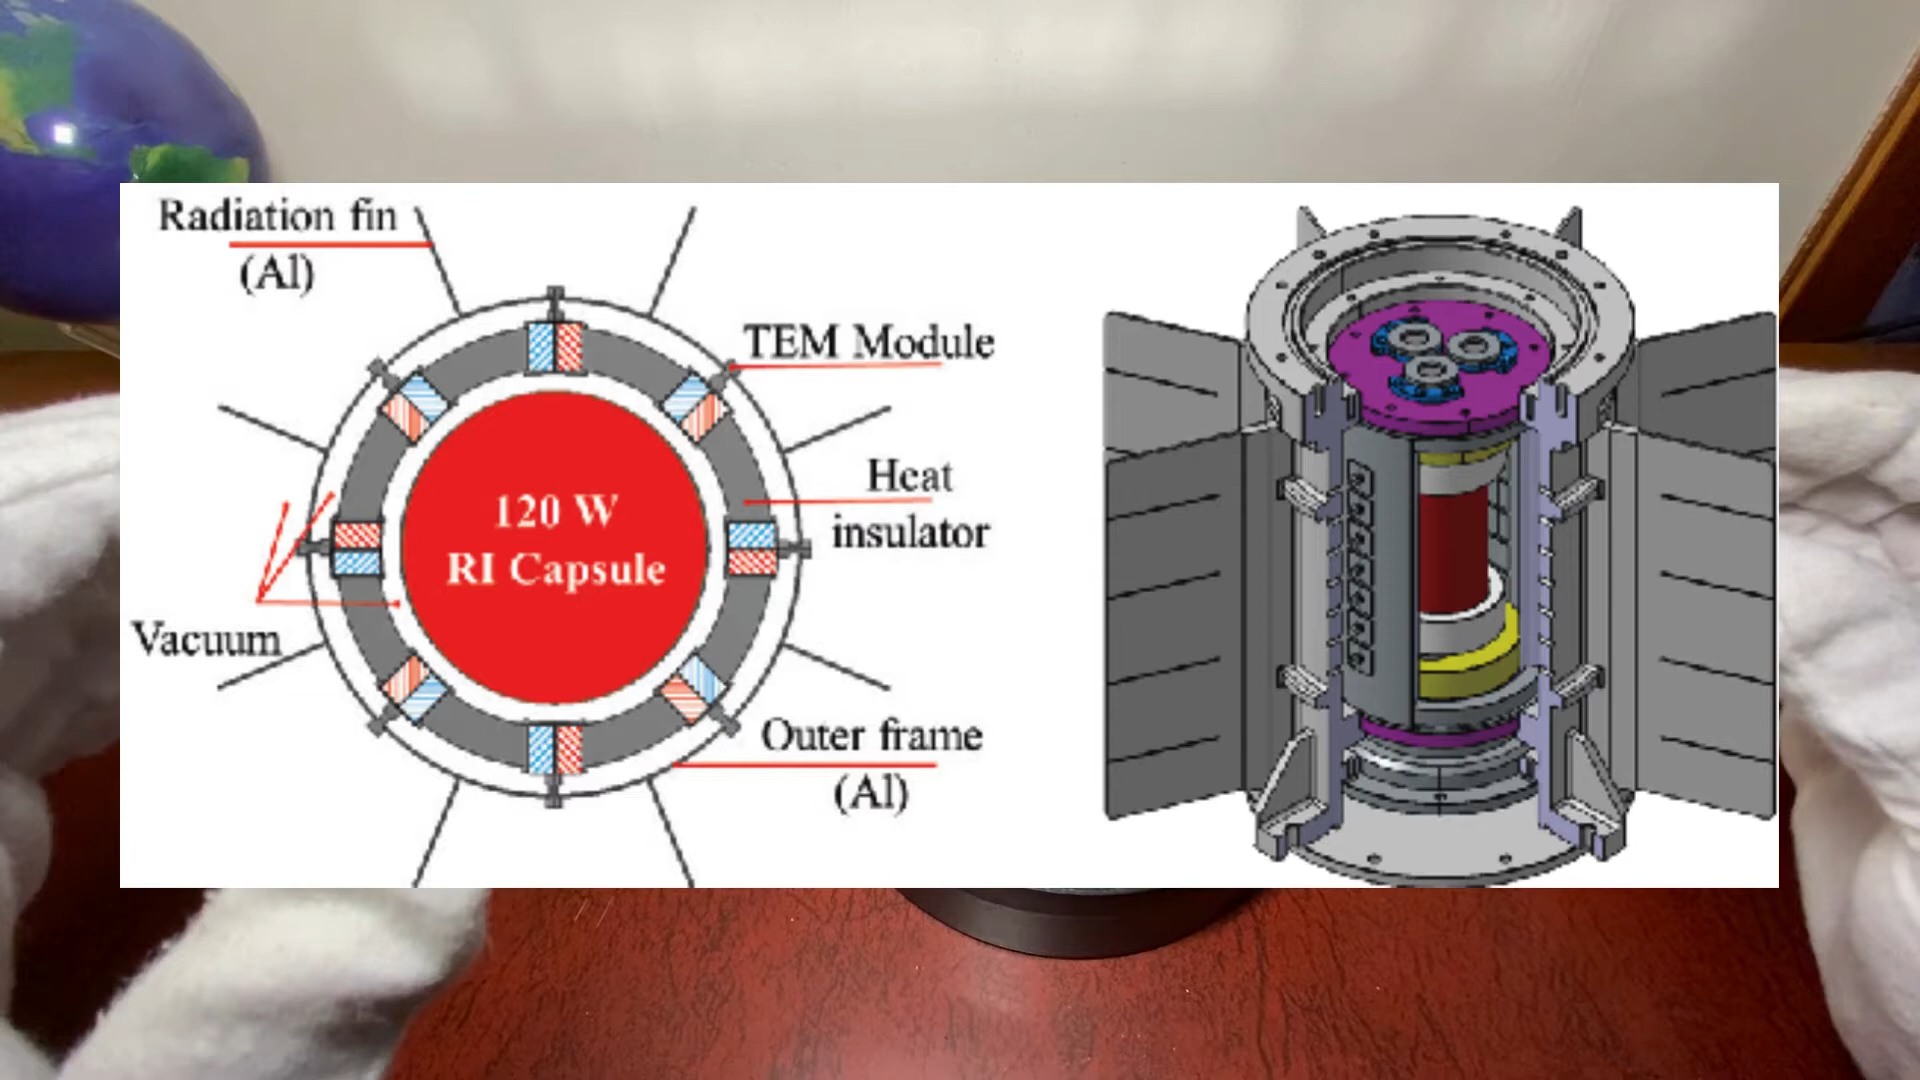 Radiation fin
(Al)
TEM Module
Heat
insulator
120 W
RI Capsule
Vacuum
Outer frame
(Al)